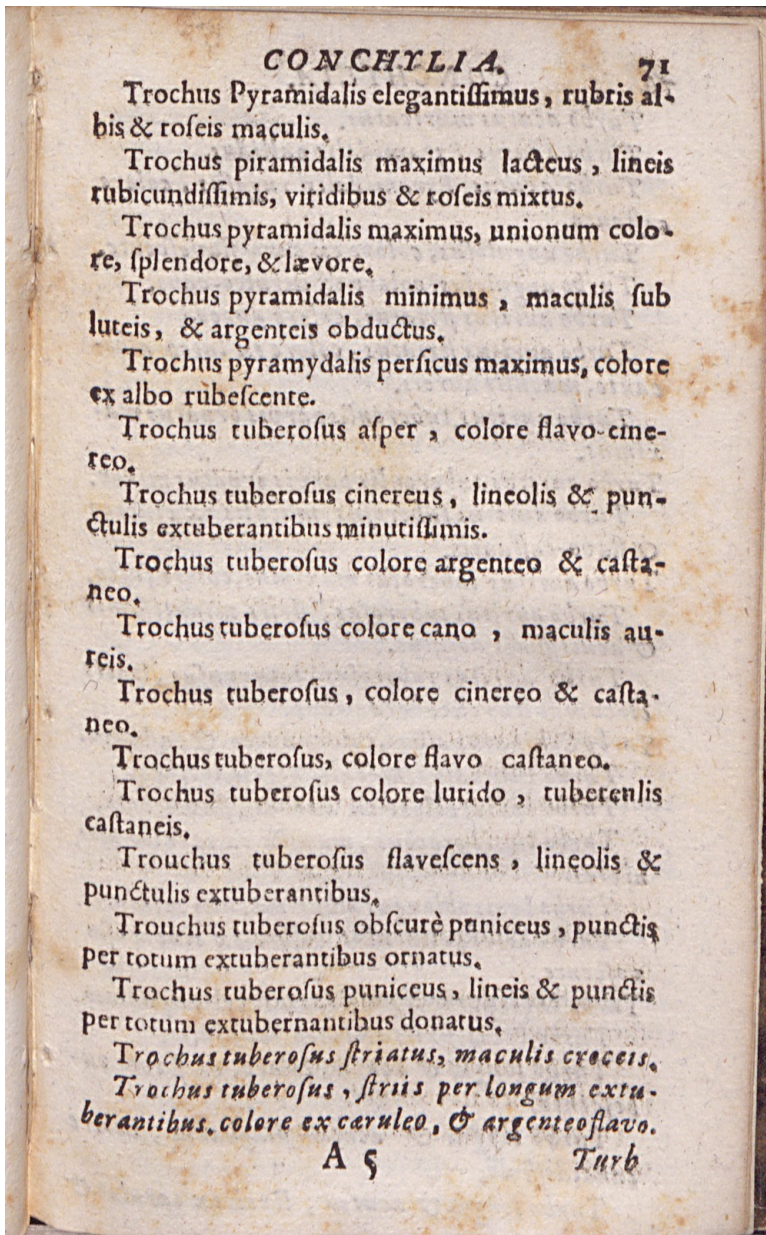 CONCHYLIA. 71
Trochus Pyramidalis elegantiſſimus, rubris al-
bis & roſeis maculis.
Trochus piramidalis maximus lacteus, lineis
rubicundiſſimis, viridibus & roſeis mixtus.
Trochus pyramidalis maximus, unionum colo-
re, ſplendore, & lævore.
Trochus pyramidalis minimus, maculis ſub
luteis, & argenteis obductus.
Trochus pyramydalis perſicus maximus, colore
ex albo rubeſcente.
Trochus tuberoſus aſper, colore flavo-cine-
reo.
Trochus tuberoſus cinereus, lineolis & pun-
ctulis extuberantibus minutiſſimis.
Trochus tuberoſus colore argenteo & caſta-
neo.
Trochus tuberoſus colore cano, maculis au-
reis.
Trochus tuberoſus, colore cinereo & caſta-
neo.
Trochus tuberoſus, colore flavo caſtaneo.
Trochus tuberoſus colore lurido, tuberenlis
caſtaneis.
Trouchus tuberoſus flaveſcens, lineolis &
punctulis extuberantibus.
Trouchus tuberoſus obſcurè puniceus, punctis
per totum extuberantibus ornatus.
Trochus tuberoſus puniceus, lineis & punctis
per totum extubernantibus donatus.
Trochus tuberoſus ſtriatus, maculis croceis.
Trochus tuberoſus, ſtriis per longum extu-
berantibus. colore ex cæruleo, & argenteoflavo.
A 5 Turb